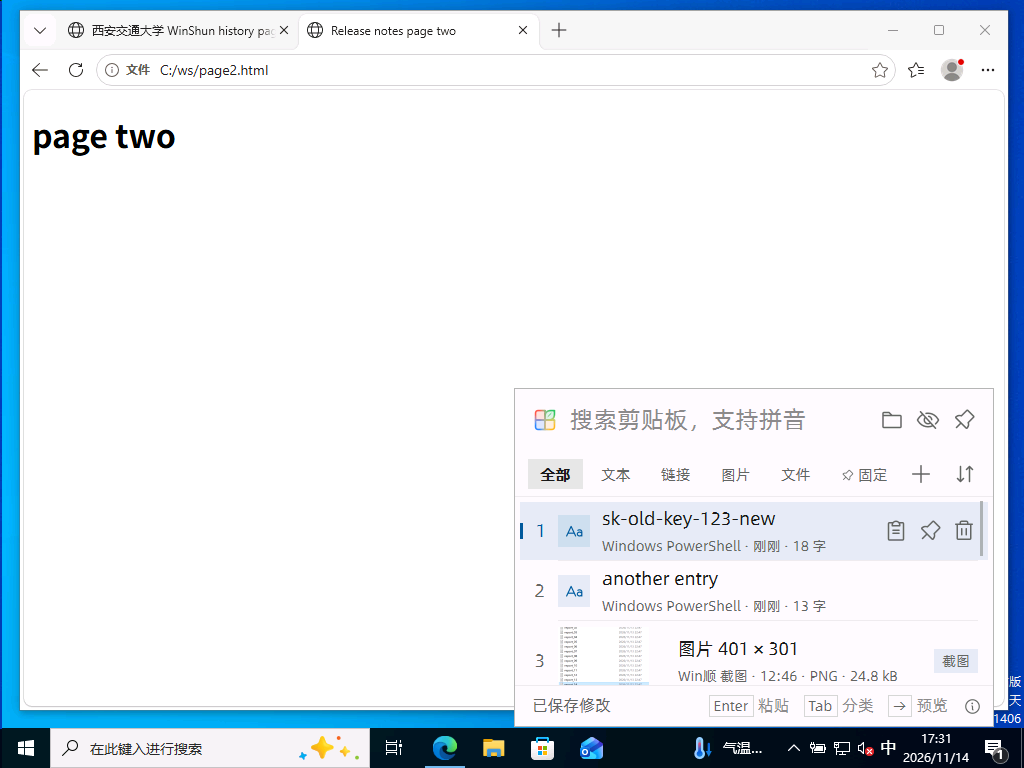 西安交通大学 WinShun history pag
Release notes page two
文件 C:/ws/page2.html
page two
搜索剪贴板，支持拼音
全部 文本 链接 图片 文件 固定
1 Aa sk-old-key-123-new
Windows PowerShell · 刚刚 · 18 字
2 Aa another entry
Windows PowerShell · 刚刚 · 13 字
3 图片 401 × 301
Win顺 截图 · 12:46 · PNG · 24.8 kB
截图
已保存修改 Enter 粘贴 Tab 分类 → 预览
版
天
1406
在此键入进行搜索
气温...
中
17:31
2026/11/14
1